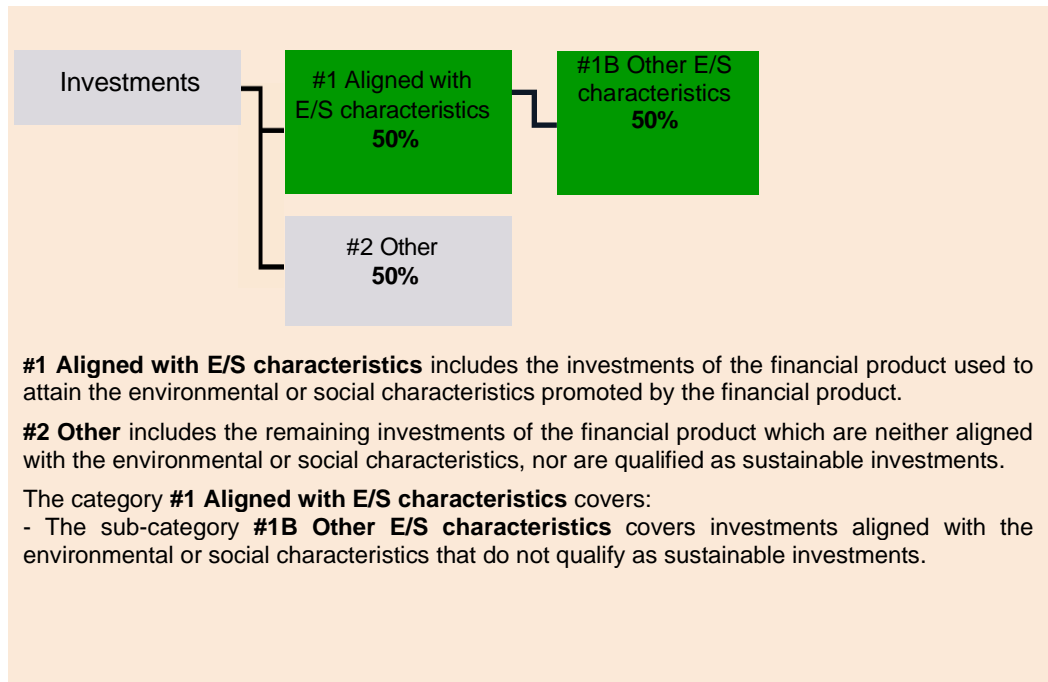 Investments
#1 Aligned with
E/S characteristics
50%
#1B Other E/S
characteristics
50%
#2 Other
50%
#1 Aligned with E/S characteristics includes the investments of the financial product used to
attain the environmental or social characteristics promoted by the financial product.
#2 Other includes the remaining investments of the financial product which are neither aligned
with the environmental or social characteristics, nor are qualified as sustainable investments.
The category #1 Aligned with E/S characteristics covers:
- The sub-category #1B Other E/S characteristics covers investments aligned with the
environmental or social characteristics that do not qualify as sustainable investments.